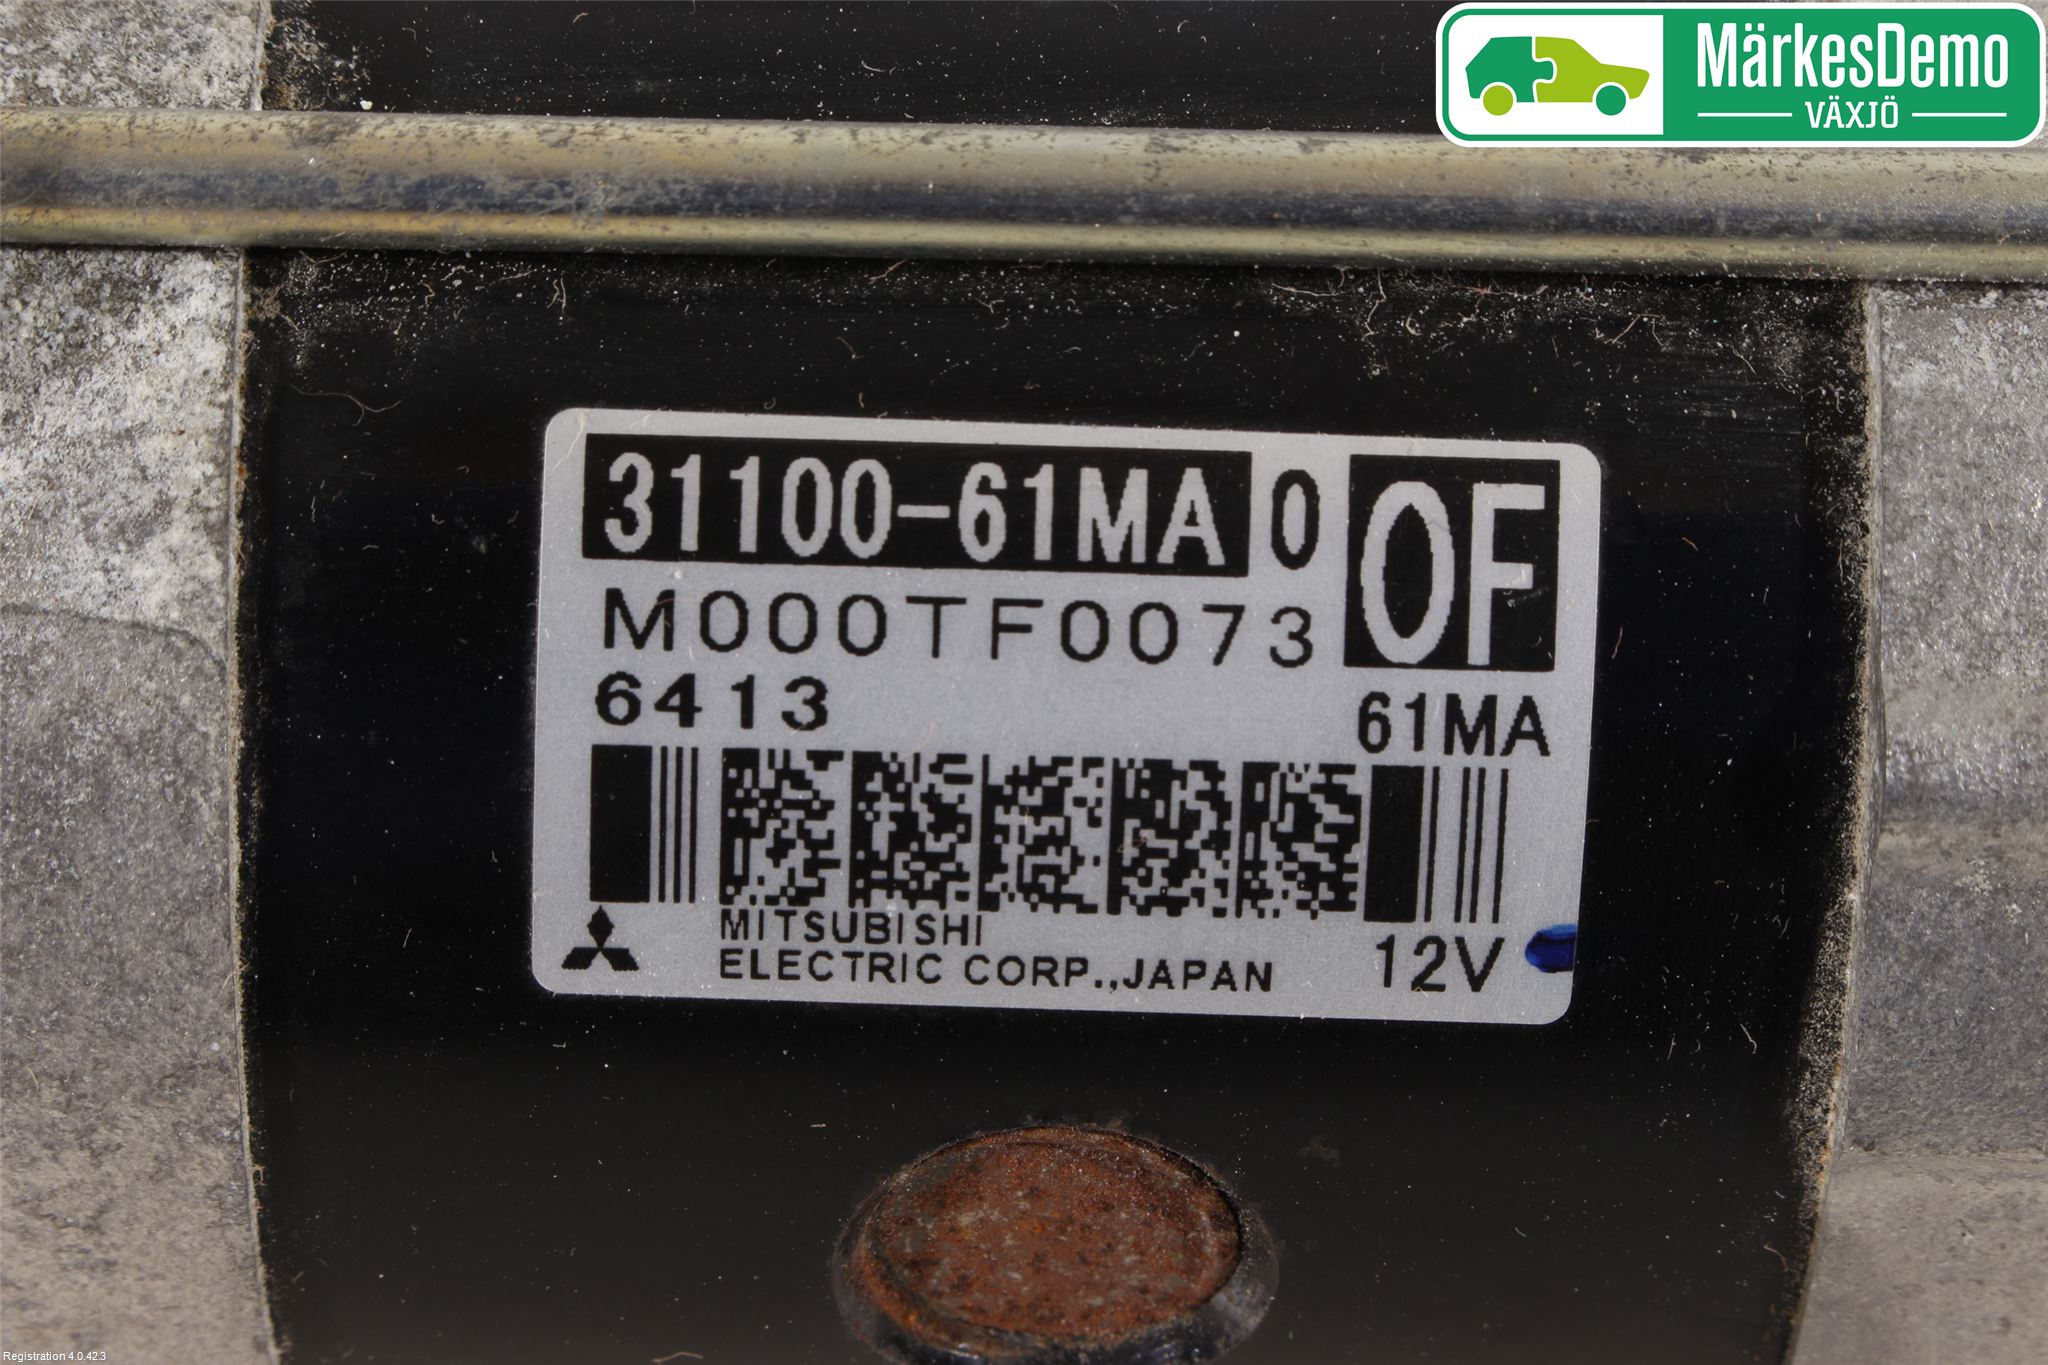 MärkesDemo
VÄXJÖ
31100-61MA 0 0F
M000TF0073
6413 61MA
MITSUBISHI
ELECTRIC CORP.,JAPAN 12V
Registration 4.0.42.3